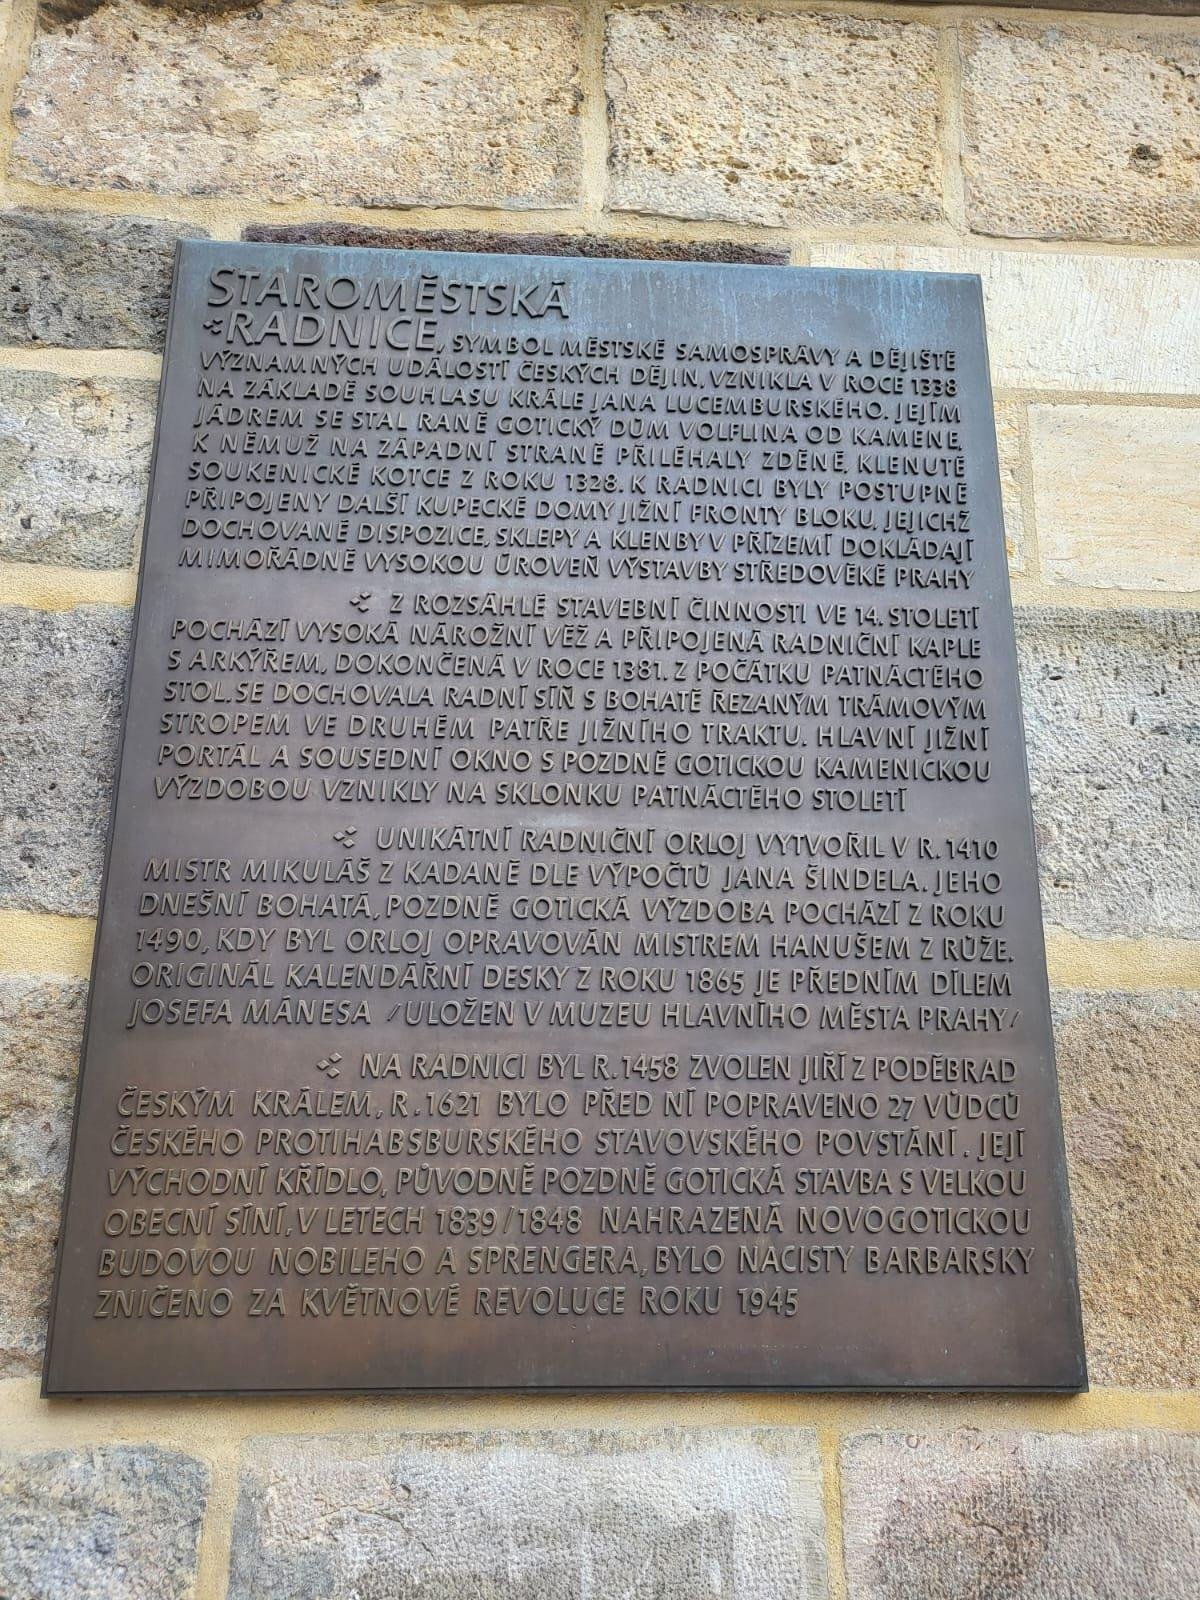 STAROMĚSTSKÁ
RADNICE, SYMBOL MĚSTSKÉ SAMOSPRÁVY A DĚJIŠTĚ
VÝZNAMNÝCH UDÁLOSTÍ ČESKÝCH DĚJIN, VZNIKLA V ROCE 1338
NA ZÁKLADĚ SOUHLASU KRÁLE JANA LUCEMBURSKÉHO. JEJÍM
JÁDREM SE STAL RANĚ GOTICKÝ DŮM VOLFLINA OD KAMENE,
K NĚMUŽ NA ZÁPADNÍ STRANĚ PŘILÉHALY ZDĚNÉ, KLENUTÉ
SOUKENICKÉ KOTCE Z ROKU 1328. K RADNICI BYLY POSTUPNĚ
PŘIPOJENY DALŠÍ KUPECKÉ DOMY JIŽNÍ FRONTY BLOKU, JEJICHŽ
DOCHOVANÉ DISPOZICE, SKLEPY A KLENBY V PŘÍZEMÍ DOKLÁDAJÍ
MIMOŘÁDNĚ VYSOKOU ÚROVEŇ VÝSTAVBY STŘEDOVĚKÉ PRAHY
Z ROZSÁHLÉ STAVEBNÍ ČINNOSTI VE 14. STOLETÍ
POCHÁZÍ VYSOKÁ NÁROŽNÍ VĚŽ A PŘIPOJENÁ RADNIČNÍ KAPLE
S ARKÝŘEM, DOKONČENÁ V ROCE 1381. Z POČÁTKU PATNÁCTÉHO
STOL. SE DOCHOVALA RADNÍ SÍŇ S BOHATĚ ŘEZANÝM TRÁMOVÝM
STROPEM VE DRUHÉM PATŘE JIŽNÍHO TRAKTU. HLAVNÍ JIŽNÍ
PORTÁL A SOUSEDNÍ OKNO S POZDNĚ GOTICKOU KAMENICKOU
VÝZDOBOU VZNIKLY NA SKLONKU PATNÁCTÉHO STOLETÍ
UNIKÁTNÍ RADNIČNÍ ORLOJ VYTVOŘIL V R. 1410
MISTR MIKULÁŠ Z KADANĚ DLE VÝPOČTŮ JANA ŠINDELA. JEHO
DNEŠNÍ BOHATÁ, POZDNĚ GOTICKÁ VÝZDOBA POCHÁZÍ Z ROKU
1490, KDY BYL ORLOJ OPRAVOVÁN MISTREM HANUŠEM Z RŮŽE.
ORIGINÁL KALENDÁŘNÍ DESKY Z ROKU 1865 JE PŘEDNÍM DÍLEM
JOSEFA MÁNESA /ULOŽEN V MUZEU HLAVNÍHO MĚSTA PRAHY/
NA RADNICI BYL R. 1458 ZVOLEN JIŘÍ Z PODĚBRAD
ČESKÝM KRÁLEM, R. 1621 BYLO PŘED NÍ POPRAVENO 27 VŮDCŮ
ČESKÉHO PROTIHABSBURSKÉHO STAVOVSKÉHO POVSTÁNÍ. JEJÍ
VÝCHODNÍ KŘÍDLO, PŮVODNĚ POZDNĚ GOTICKÁ STAVBA S VELKOU
OBECNÍ SÍNÍ, V LETECH 1839/1848 NAHRAZENÁ NOVOGOTICKOU
BUDOVOU NOBILEHO A SPRENGERA, BYLO NACISTY BARBARSKY
ZNIČENO ZA KVĚTNOVÉ REVOLUCE ROKU 1945